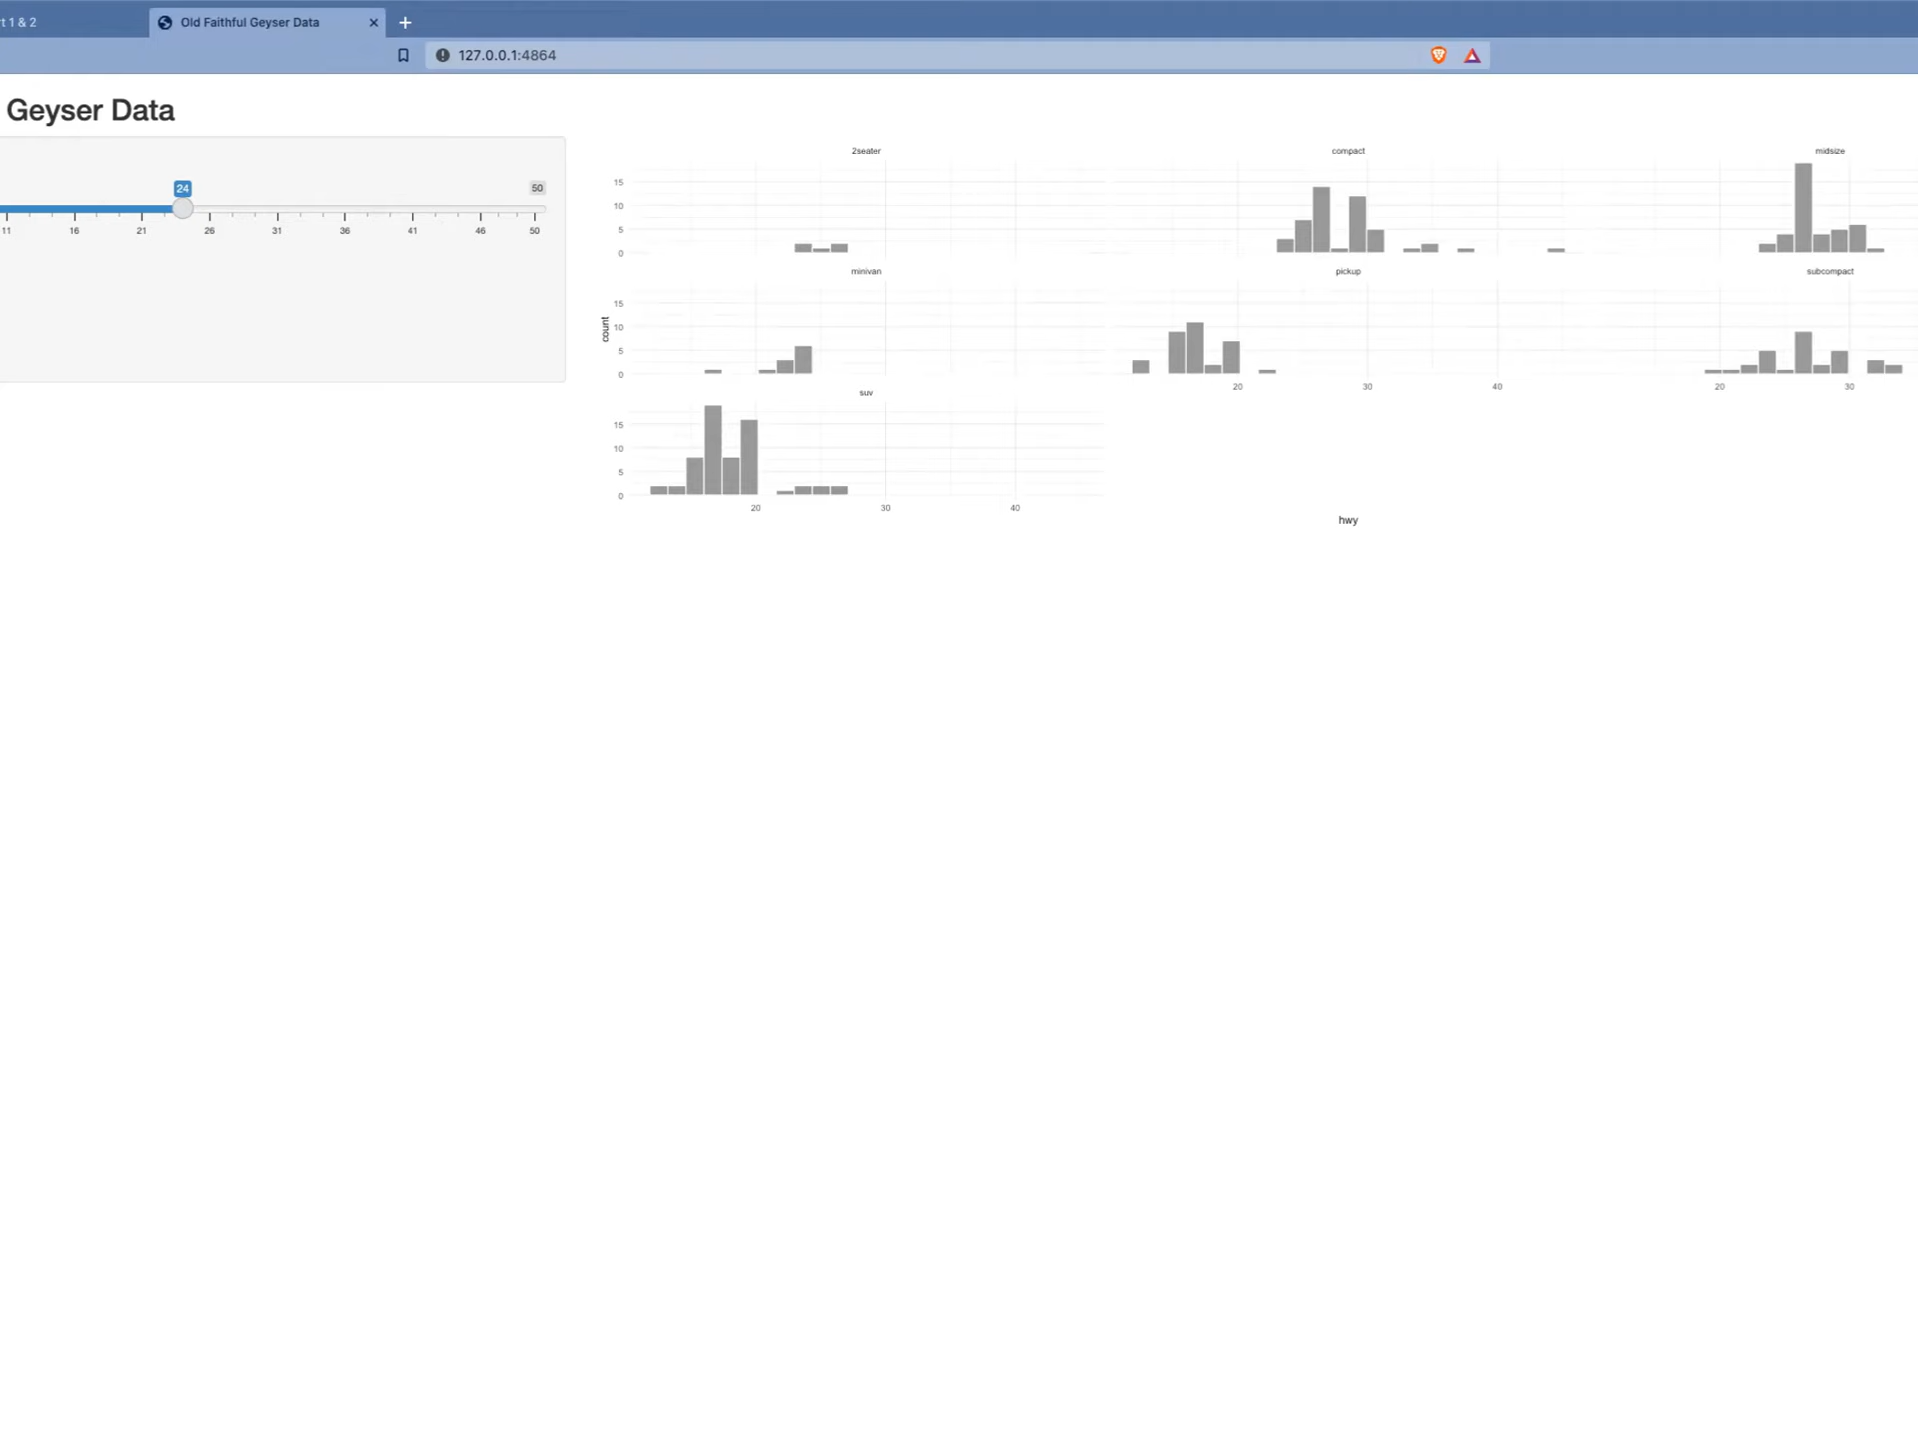 t 1 & 2
Old Faithful Geyser Data
127.0.0.1:4864
Geyser Data
24
50
11 16 21 26 31 36 41 46 50
2seater compact midsize
15
10
5
0
minivan pickup subcompact
15
10
5
0
count
20 30 40 20 30
suv
15
10
5
0
20 30 40
hwy